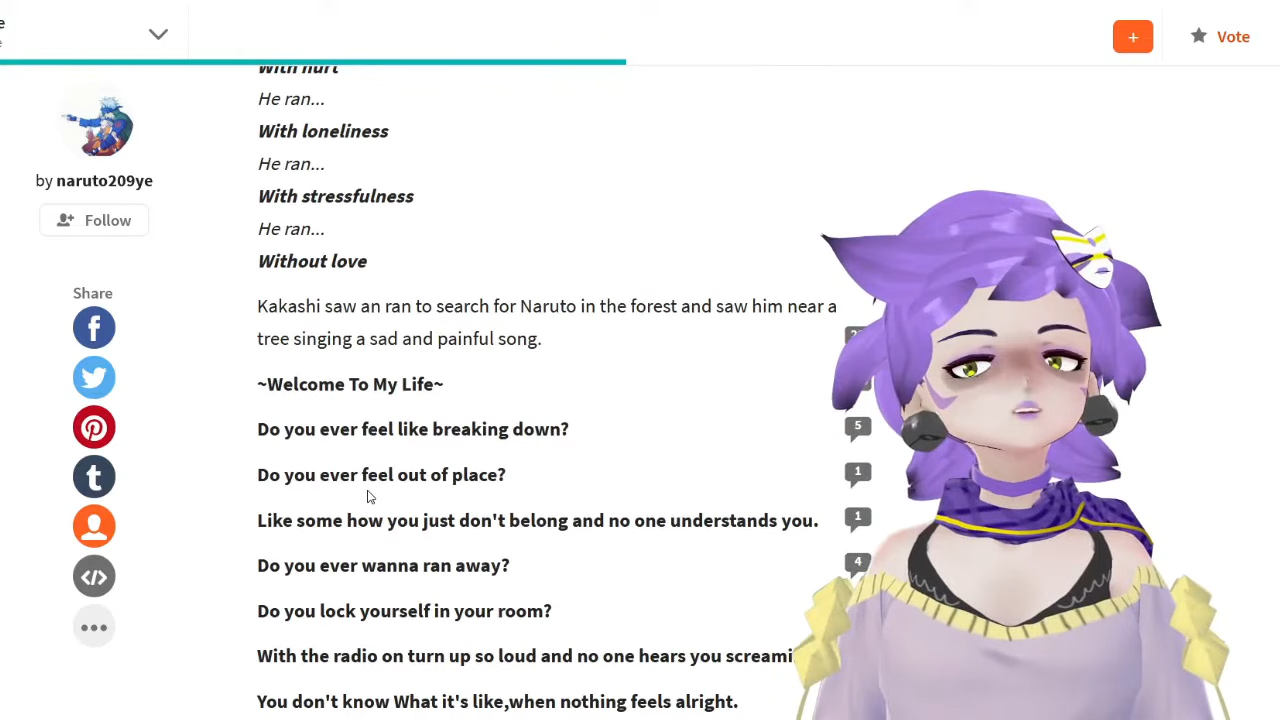 e
+
Vote
With hurt
He ran...
With loneliness
He ran...
With stressfulness
He ran...
Without love
by naruto209ye
Follow
Share
Kakashi saw an ran to search for Naruto in the forest and saw him near a
tree singing a sad and painful song.
~Welcome To My Life~
Do you ever feel like breaking down?
5
Do you ever feel out of place?
1
Like some how you just don't belong and no one understands you.
1
Do you ever wanna ran away?
4
Do you lock yourself in your room?
With the radio on turn up so loud and no one hears you screami
You don't know What it's like,when nothing feels alright.